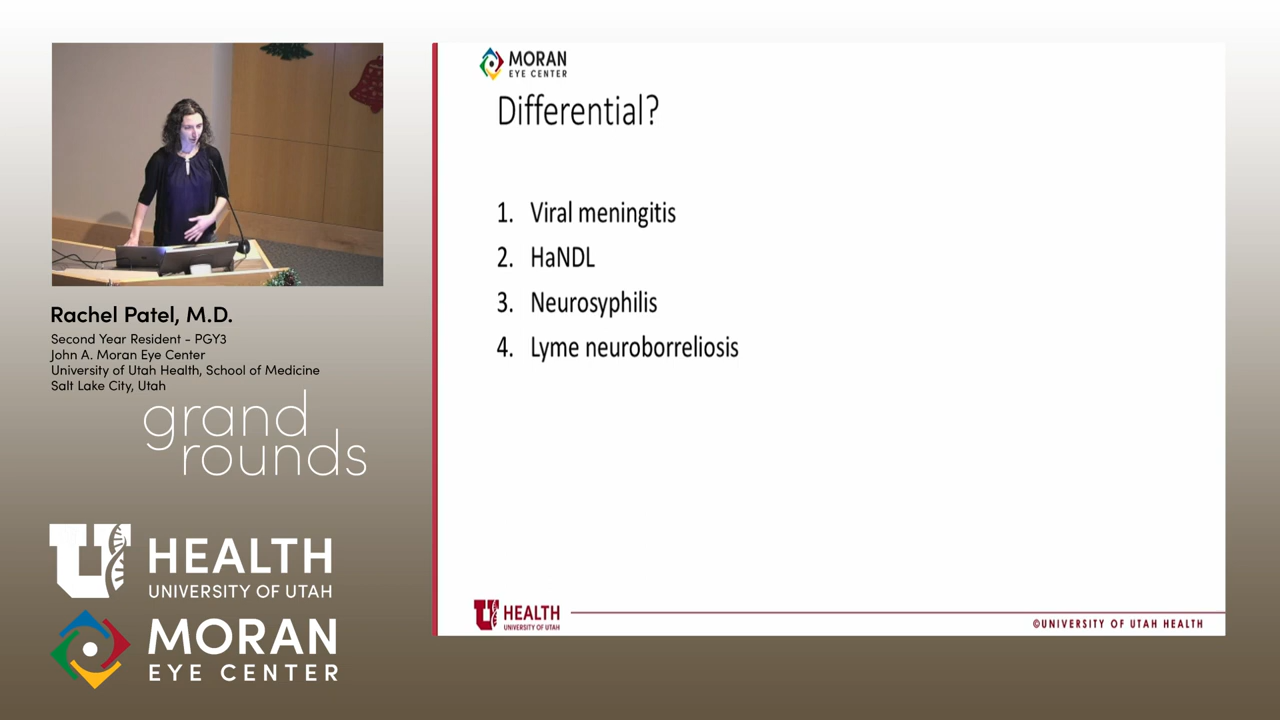 Rachel Patel, M.D.
Second Year Resident - PGY3
John A. Moran Eye Center
University of Utah Health, School of Medicine
Salt Lake City, Utah
grand
rounds
U HEALTH
UNIVERSITY OF UTAH
MORAN
EYE CENTER
MORAN
EYE CENTER
Differential?
1. Viral meningitis
2. HaNDL
3. Neurosyphilis
4. Lyme neuroborreliosis
U HEALTH
UNIVERSITY OF UTAH
©UNIVERSITY OF UTAH HEALTH